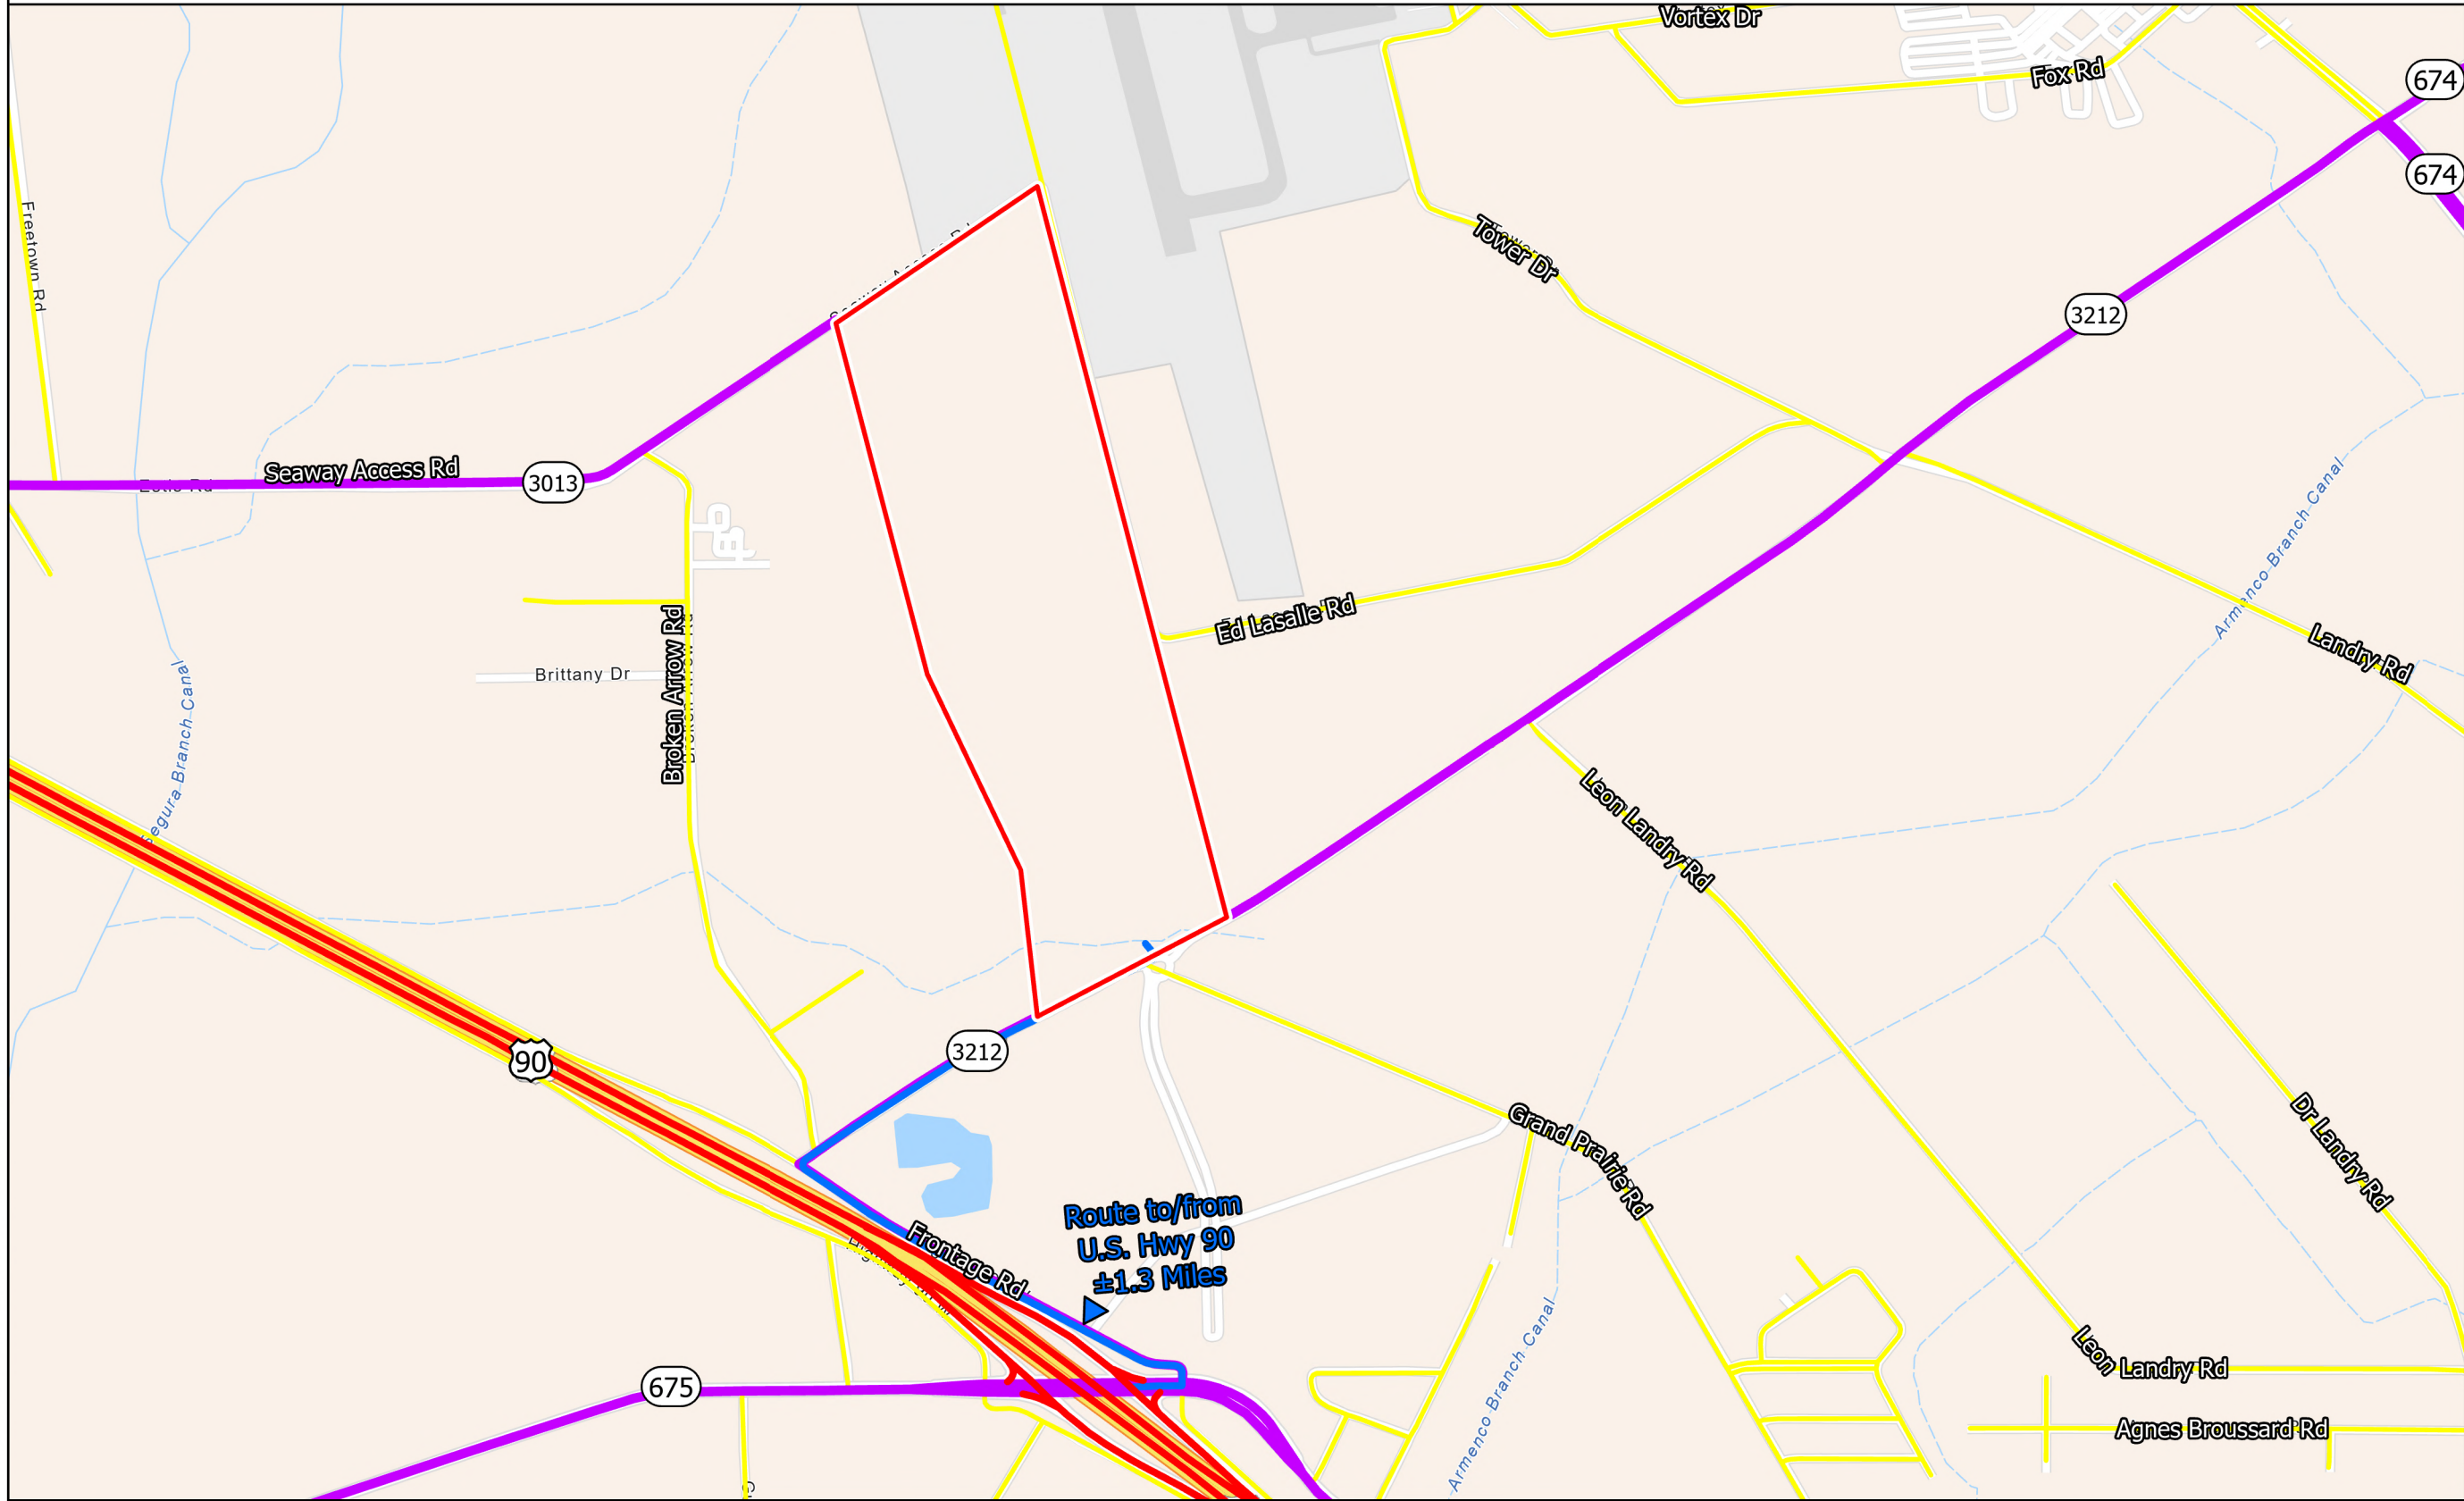 Vortex Dr
Fox Rd
674
674
Freetown Rd
Tower Dr
3212
Seaway Access Rd
3013
Armenco Branch Canal
Ed Lasalle Rd
Landry Rd
Brittany Dr
Broken Arrow Rd
Segura Branch Canal
Leon Landry Rd
90
3212
Grand Prairie Rd
Dr Landry Rd
Route to/from
U.S. Hwy 90
±1.3 Miles
Frontage Rd
Armenco Branch Canal
675
Leon Landry Rd
Agnes Broussard Rd